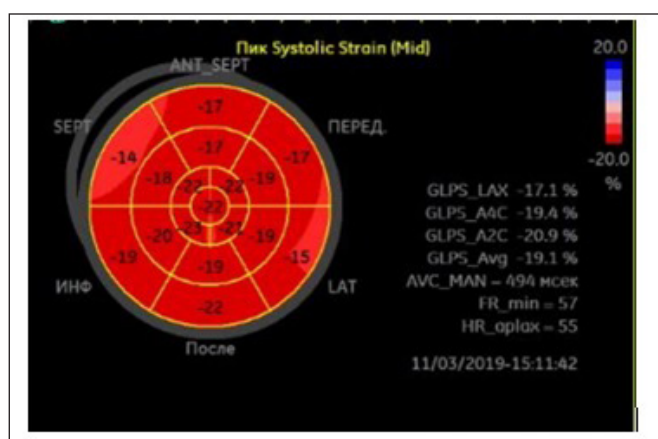 Пик Systolic Strain (Mid)
20.0
ANT_SEPT
SEPT
ПЕРЕД.
-17
-17
-14
-17
-18
-22
-22
-19
-20.0
%
-22
-20
-23
-21
-19
-19
-19
-15
-22
ИНФ
LAT
После
GLPS_LAX -17.1 %
GLPS_A4C -19.4 %
GLPS_A2C -20.9 %
GLPS_Avg -19.1 %
AVC_MAN = 494 мсек
FR_min = 57
HR_aplax = 55
11/03/2019-15:11:42